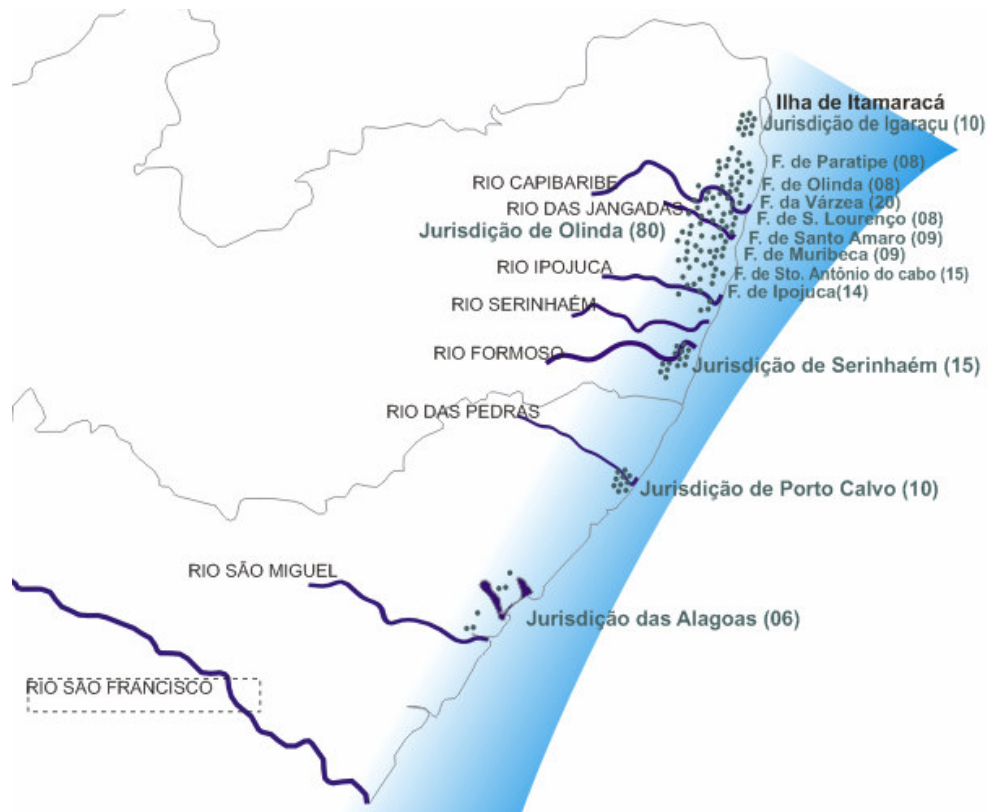 Ilha de Itamaracá
Jurisdição de Igaraçu (10)
F. de Paratipe (08)
RIO CAPIBARIBE
F. de Olinda (08)
F. da Várzea (20)
RIO DAS JANGADAS
F. de S. Lourenço (08)
Jurisdição de Olinda (80)
F. de Santo Amaro (09)
F. de Muribeca (09)
RIO IPOJUCA
F. de Sto. Antônio do cabo (15)
F. de Ipojuca(14)
RIO SERINHAÉM
RIO FORMOSO
Jurisdição de Serinhaém (15)
RIO DAS PEDRAS
Jurisdição de Porto Calvo (10)
RIO SÃO MIGUEL
Jurisdição das Alagoas (06)
RIO SÃO FRANCISCO